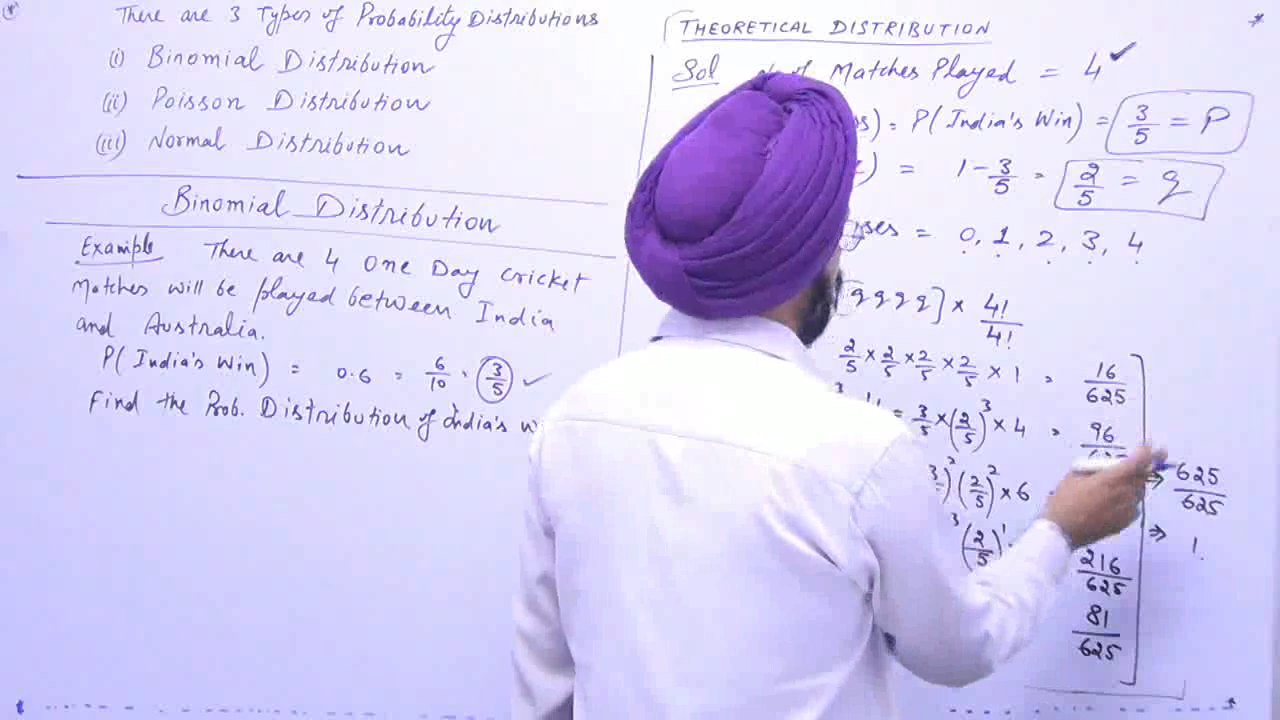 There are 3 Types of Probability Distributions
(i) Binomial Distribution
(ii) Poisson Distribution
(iii) Normal Distribution
Binomial Distribution
Example There are 4 One Day Cricket
Matches will be played between India
and Australia.
P(India's Win) = 0.6 = 6/10 = 3/5
Find the Prob. Distribution of India's
THEORETICAL DISTRIBUTION
Sol of Matches Played = 4
= P(India's Win) = 3/5 = P
= 1 - 3/5 = 2/5 = q
= 0, 1, 2, 3, 4
[qqqq] × 4!/4!
2/5 × 2/5 × 2/5 × 2/5 × 1 = 16/625
= 3/5 × (2/5)³ × 4 = 96
)² (2/5)² × 6
³ (2/5)¹
216/625
81/625
⇒ 625/625
⇒ 1.